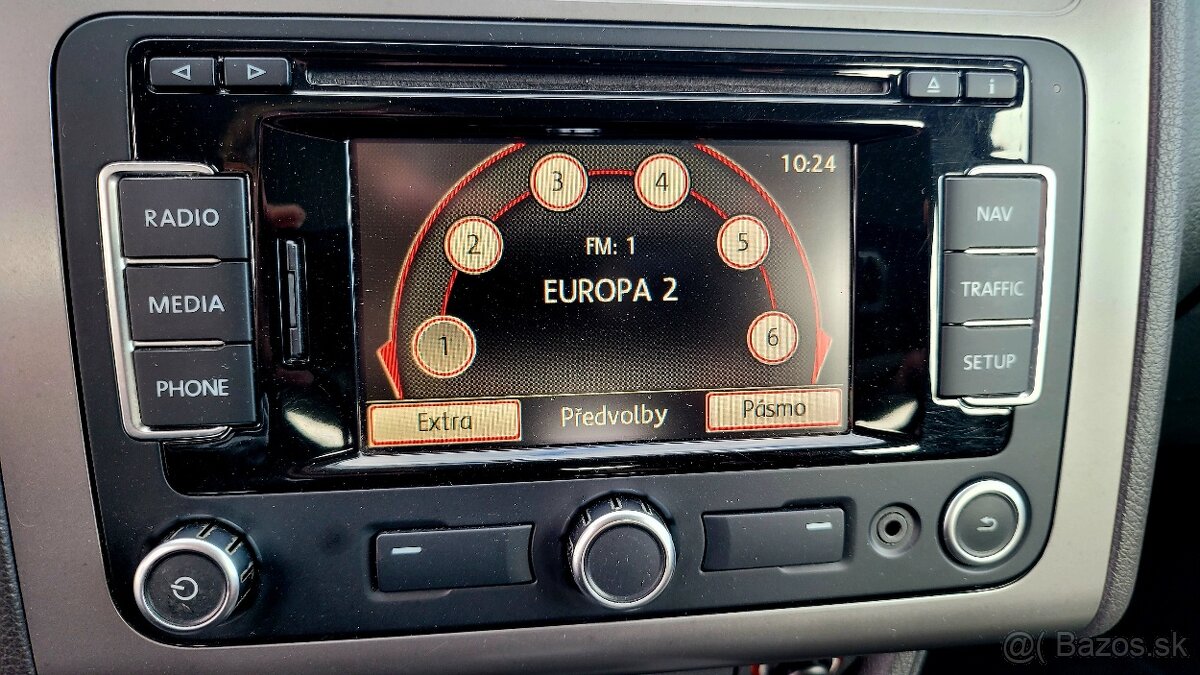 i
10:24
RADIO
MEDIA
PHONE
3
4
2
5
1
6
FM: 1
EUROPA 2
Extra
Předvolby
Pásmo
NAV
TRAFFIC
SETUP
@( Bazos.sk